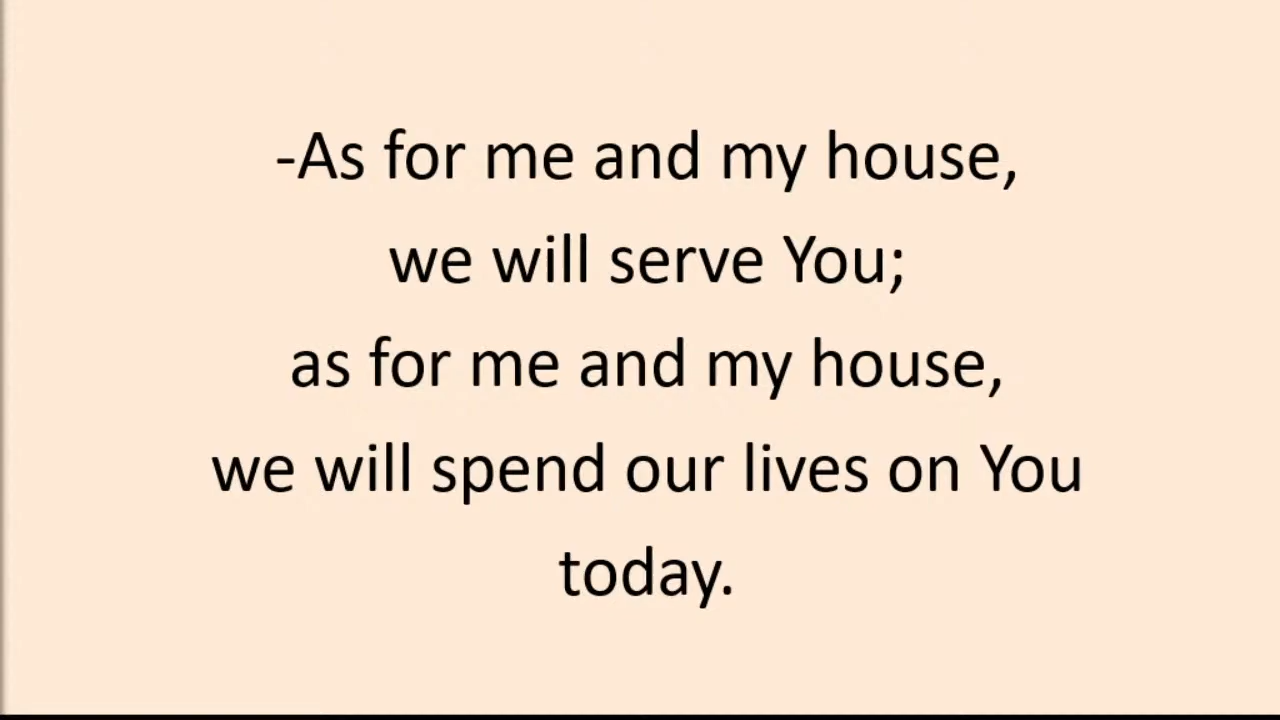 -As for me and my house,
we will serve You;
as for me and my house,
we will spend our lives on You
today.